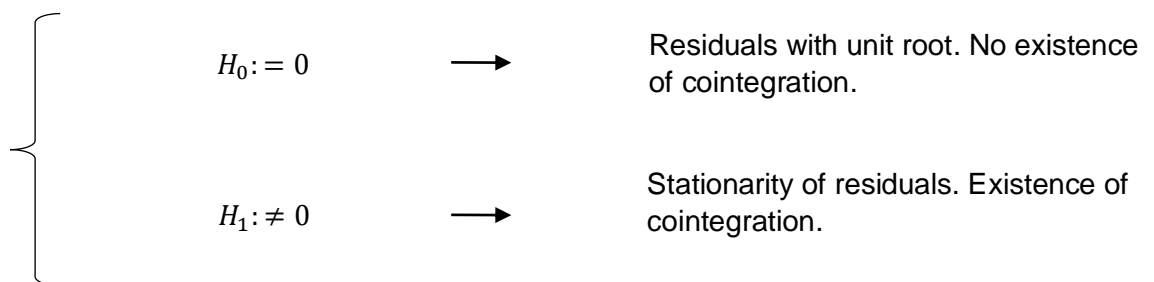 Residuals with unit root. No existence
H₀: = 0
of cointegration.
Stationarity of residuals. Existence of
H₁: ≠ 0
cointegration.